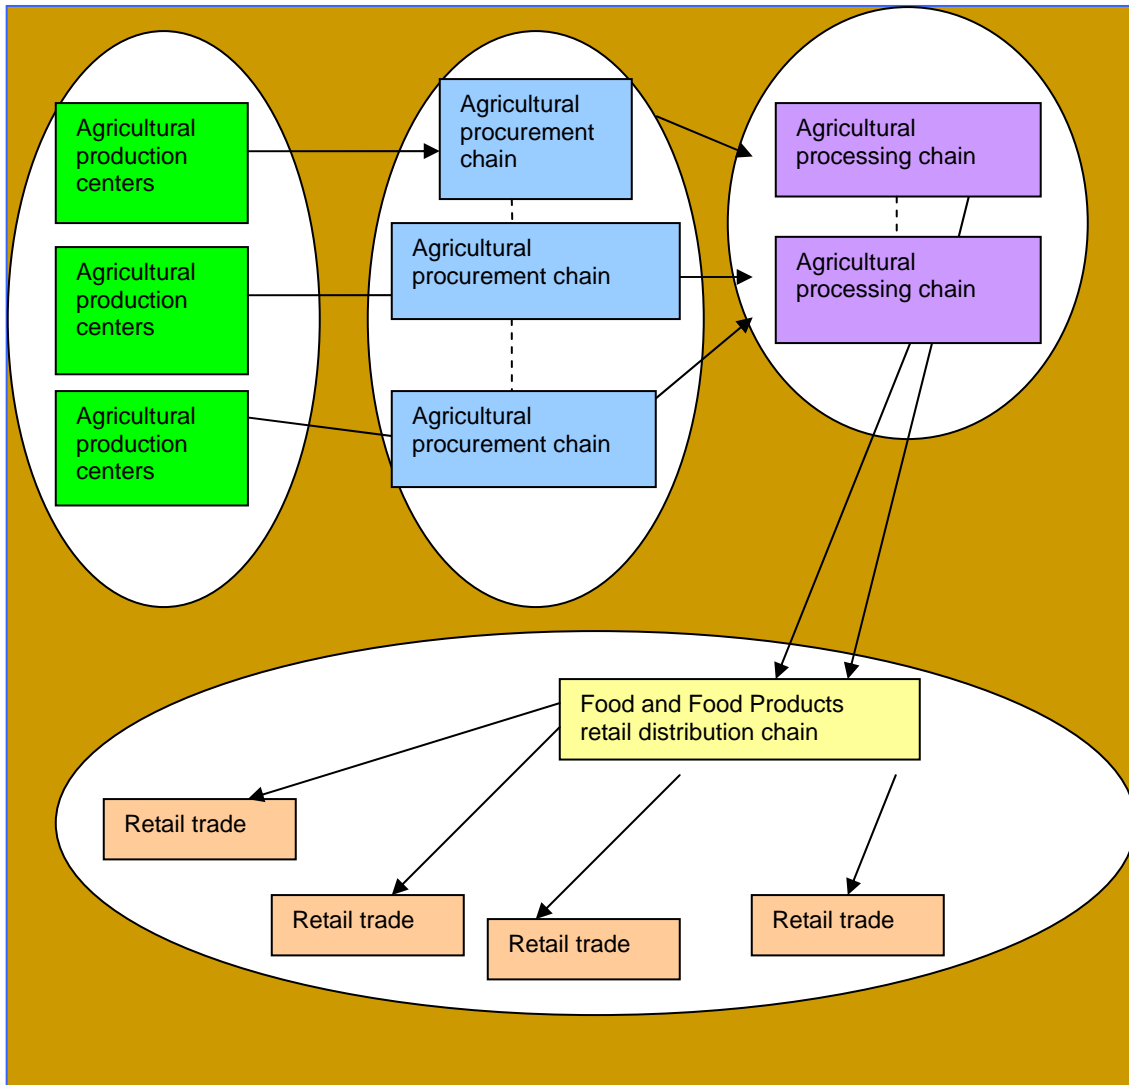 Agricultural
production
centers
Agricultural
procurement
chain
Agricultural
processing chain
Agricultural
production
centers
Agricultural
procurement chain
Agricultural
processing chain
Agricultural
production
centers
Agricultural
procurement chain
Food and Food Products
retail distribution chain
Retail trade
Retail trade
Retail trade
Retail trade